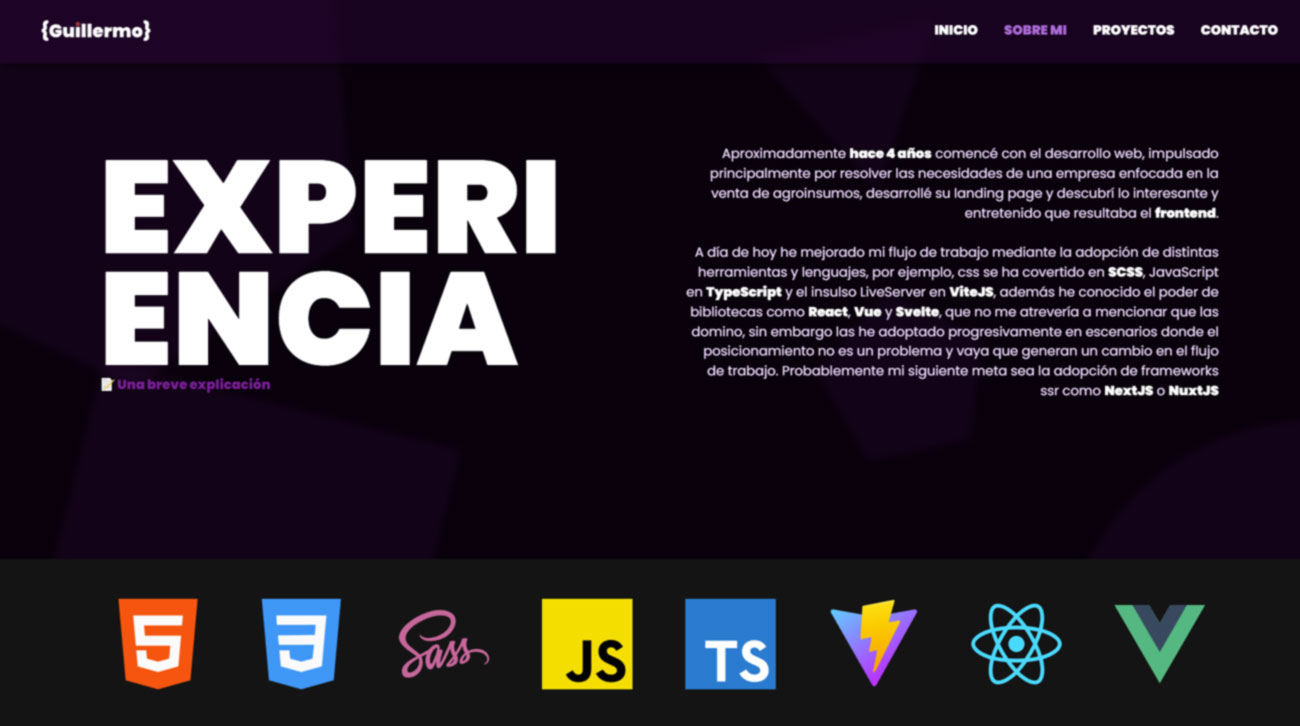 {Guillermo}
INICIO SOBRE MI PROYECTOS CONTACTO
EXPERI
ENCIA
Una breve explicación
Aproximadamente hace 4 años comencé con el desarrollo web, impulsado
principalmente por resolver las necesidades de una empresa enfocada en la
venta de agroinsumos, desarrollé su landing page y descubrí lo interesante y
entretenido que resultaba el frontend.
A día de hoy he mejorado mi flujo de trabajo mediante la adopción de distintas
herramientas y lenguajes, por ejemplo, css se ha covertido en SCSS, JavaScript
en TypeScript y el insulso LiveServer en ViteJS, además he conocido el poder de
bibliotecas como React, Vue y Svelte, que no me atrevería a mencionar que las
domino, sin embargo las he adoptado progresivamente en escenarios donde el
posicionamiento no es un problema y vaya que generan un cambio en el flujo
de trabajo. Probablemente mi siguiente meta sea la adopción de frameworks
ssr como NextJS o NuxtJS
5 3 Sass JS TS